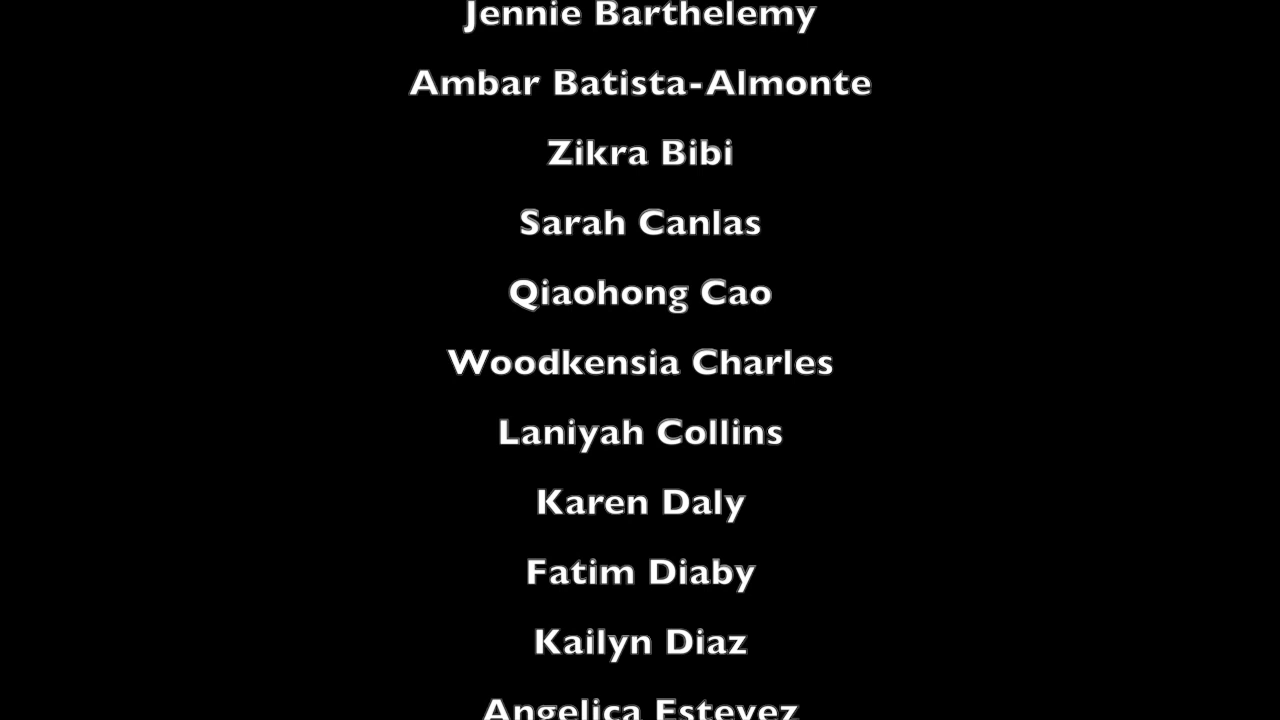 Jennie Barthelemy
Ambar Batista-Almonte
Zikra Bibi
Sarah Canlas
Qiaohong Cao
Woodkensia Charles
Laniyah Collins
Karen Daly
Fatim Diaby
Kailyn Diaz
Angelica Estevez